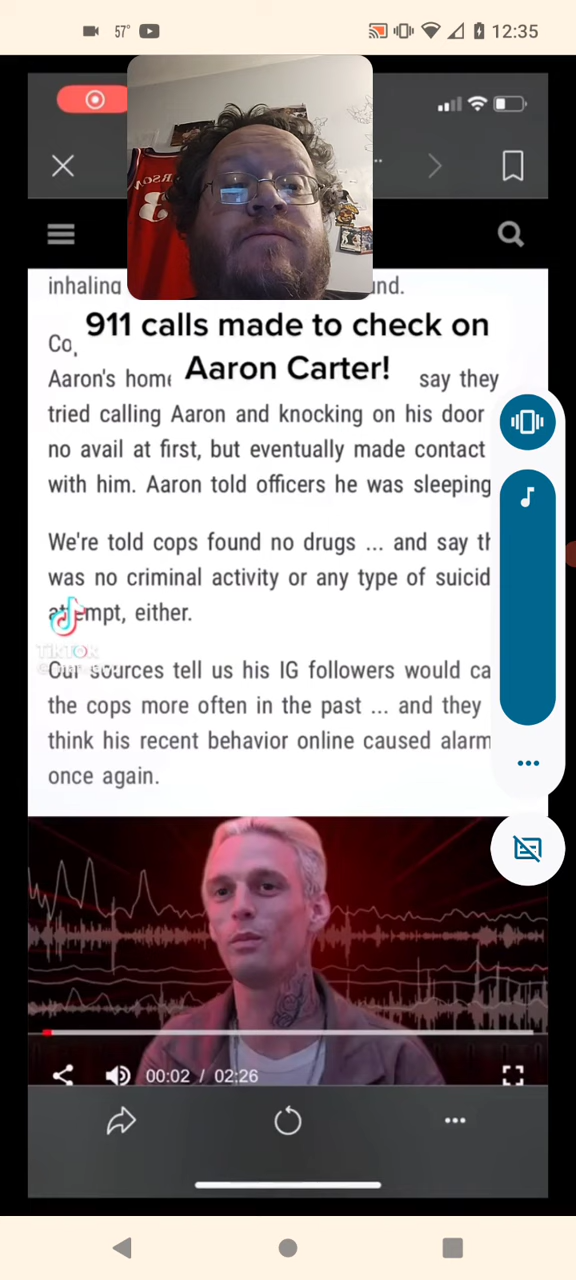 57°
12:35
inhaling
und.
911 calls made to check on
Co
Aaron Carter!
Aaron's home say they
tried calling Aaron and knocking on his door
no avail at first, but eventually made contact
with him. Aaron told officers he was sleeping
We're told cops found no drugs ... and say th
was no criminal activity or any type of suicid
attempt, either.
TikTok
Our sources tell us his IG followers would ca
the cops more often in the past ... and they
think his recent behavior online caused alarm
once again.
00:02 / 02:26